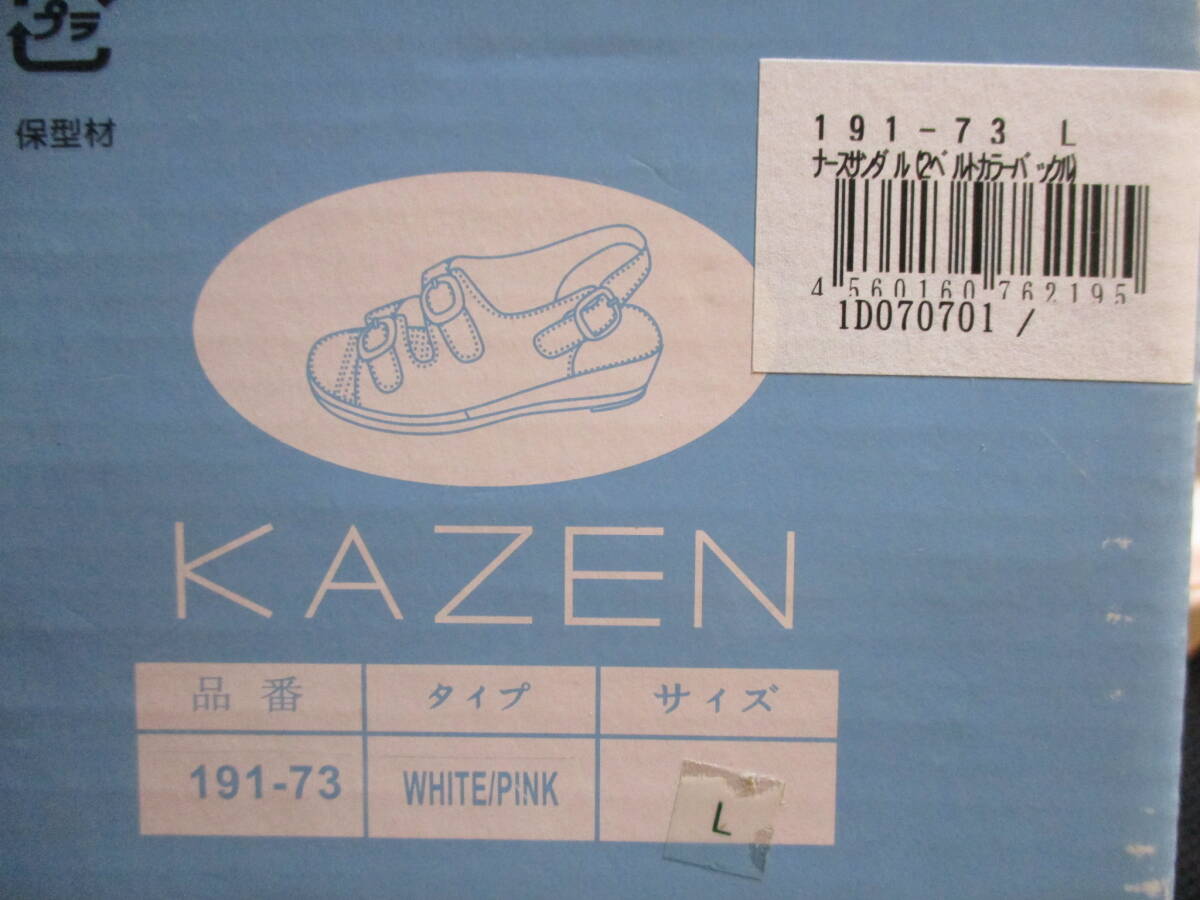 プラ
保型材
191-73 L
ナースサンダル(2ベルトカラーバックル)
4 560160 762195
1D070701 /
KAZEN
品番 タイプ サイズ
191-73 WHITE/PINK L